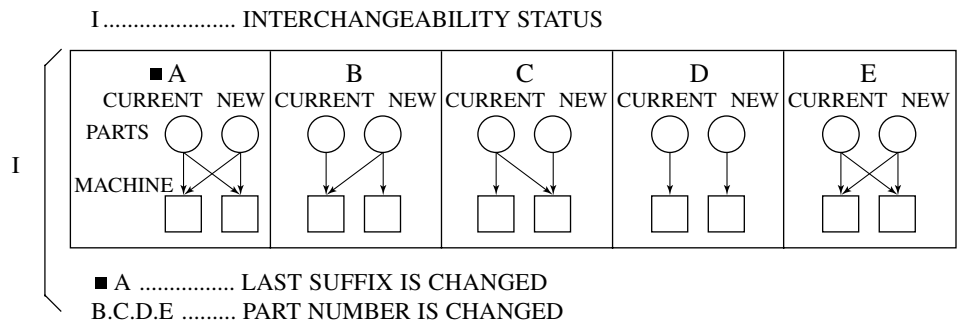 I ...................... INTERCHANGEABILITY STATUS
■ A B C D E
CURRENT NEW CURRENT NEW CURRENT NEW CURRENT NEW CURRENT NEW
PARTS
I
MACHINE
■ A ................ LAST SUFFIX IS CHANGED
B.C.D.E ......... PART NUMBER IS CHANGED